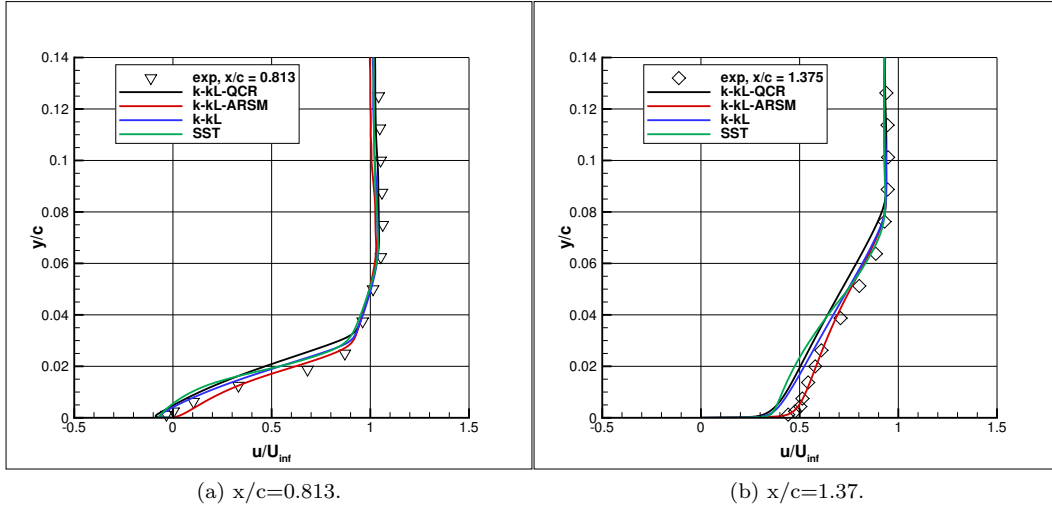 0.14
0.12
0.1
0.08
0.06
0.04
0.02
0
y/c
exp, x/c = 0.813
k-kL-QCR
k-kL-ARSM
k-kL
SST
-0.5 0 0.5 1 1.5
u/Uinf
(a) x/c=0.813.
0.14
0.12
0.1
0.08
0.06
0.04
0.02
0
y/c
exp, x/c = 1.375
k-kL-QCR
k-kL-ARSM
k-kL
SST
-0.5 0 0.5 1 1.5
u/Uinf
(b) x/c=1.37.